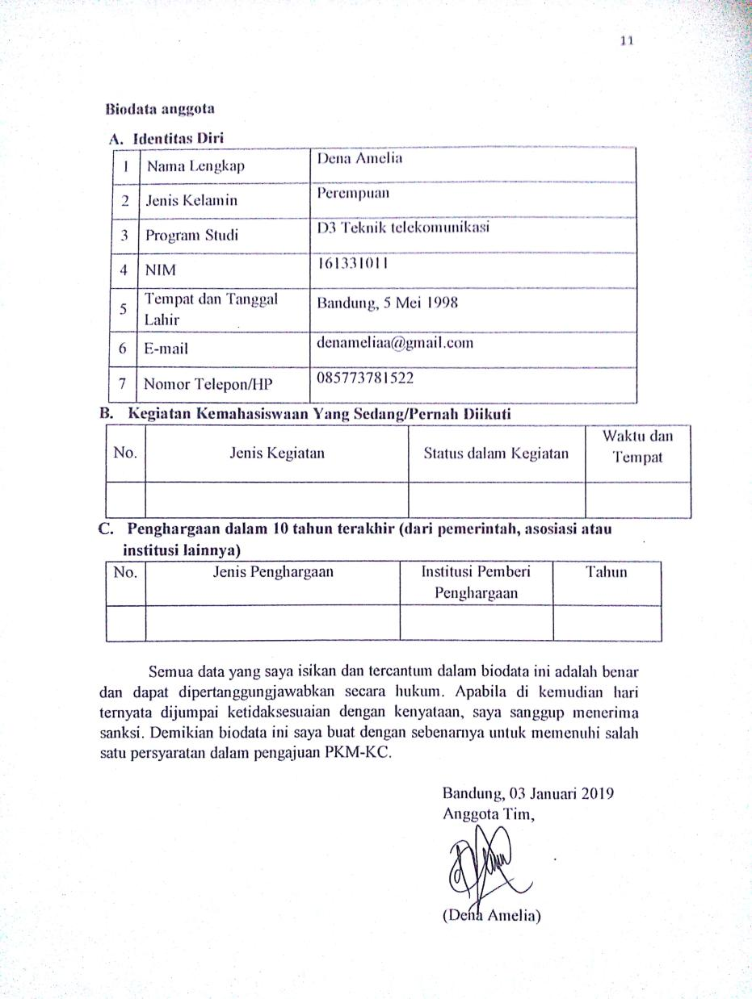 11
Biodata anggota
A. Identitas Diri
1 Nama Lengkap Dena Amelia
2 Jenis Kelamin Perempuan
3 Program Studi D3 Teknik telekomunikasi
4 NIM 161331011
5 Tempat dan Tanggal Lahir Bandung, 5 Mei 1998
6 E-mail denameliaa@gmail.com
7 Nomor Telepon/HP 085773781522
B. Kegiatan Kemahasiswaan Yang Sedang/Pernah Diikuti
No. Jenis Kegiatan Status dalam Kegiatan Waktu dan Tempat
C. Penghargaan dalam 10 tahun terakhir (dari pemerintah, asosiasi atau
institusi lainnya)
No. Jenis Penghargaan Institusi Pemberi Penghargaan Tahun
Semua data yang saya isikan dan tercantum dalam biodata ini adalah benar
dan dapat dipertanggungjawabkan secara hukum. Apabila di kemudian hari
ternyata dijumpai ketidaksesuaian dengan kenyataan, saya sanggup menerima
sanksi. Demikian biodata ini saya buat dengan sebenarnya untuk memenuhi salah
satu persyaratan dalam pengajuan PKM-KC.
Bandung, 03 Januari 2019
Anggota Tim,
(Dena Amelia)